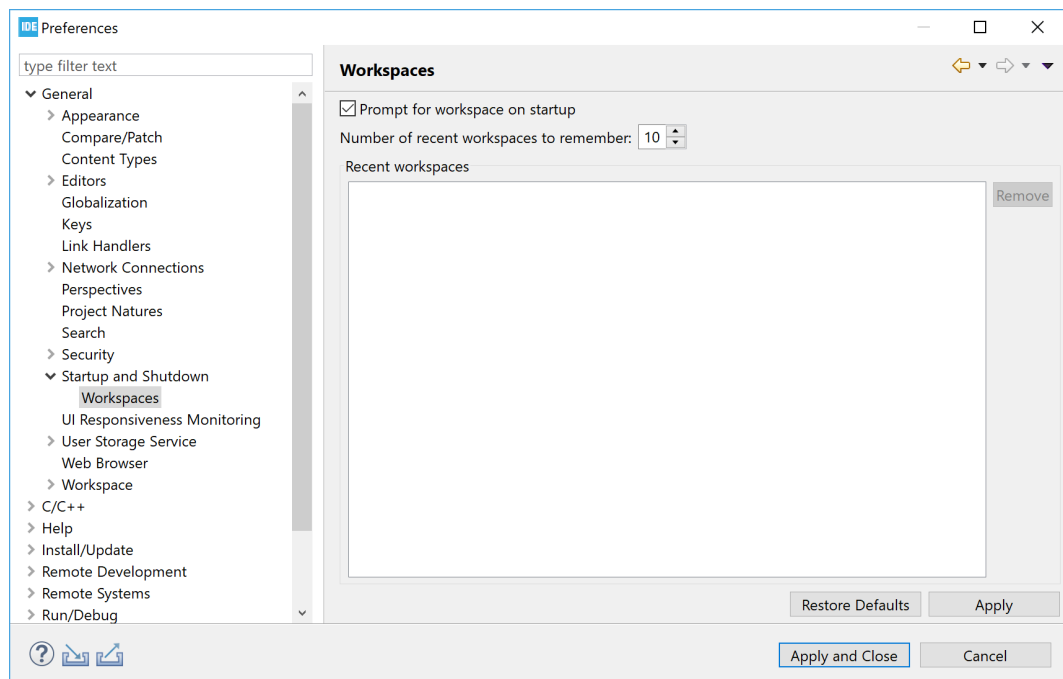 IDE Preferences
type filter text
General
Appearance
Compare/Patch
Content Types
Editors
Globalization
Keys
Link Handlers
Network Connections
Perspectives
Project Natures
Search
Security
Startup and Shutdown
Workspaces
UI Responsiveness Monitoring
User Storage Service
Web Browser
Workspace
C/C++
Help
Install/Update
Remote Development
Remote Systems
Run/Debug
Workspaces
Prompt for workspace on startup
Number of recent workspaces to remember: 10
Recent workspaces
Remove
Restore Defaults Apply
? Apply and Close Cancel